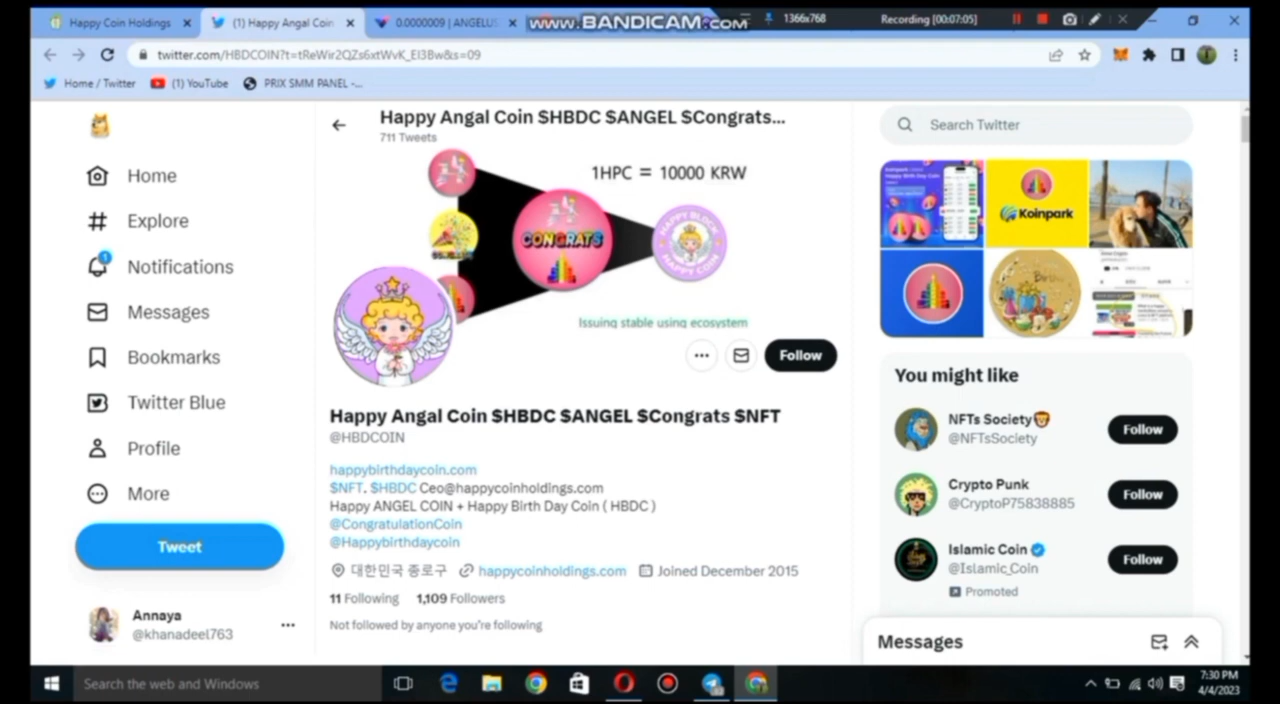 Happy Coin Holdings
(1) Happy Angal Coin
0.0000009 | ANGELUS
www.BANDICAM.com
1366x768
Recording [00:07:05]
twitter.com/HBDCOIN?t=tReWir2QZs6xtWvK_EI3Bw&s=09
Home / Twitter
(1) YouTube
PRIX SMM PANEL -...
Happy Angal Coin $HBDC $ANGEL $Congrats...
711 Tweets
Search Twitter
Home
Explore
1
Notifications
Messages
Bookmarks
Twitter Blue
Profile
More
Tweet
Annaya
@khanadeel763
1HPC = 10000 KRW
CONGRATS
HAPPY BLOCK
HAPPY COIN
Issuing stable using ecosystem
Follow
Happy Angal Coin $HBDC $ANGEL $Congrats $NFT
@HBDCOIN
happybirthdaycoin.com
$NFT. $HBDC Ceo@happycoinholdings.com
Happy ANGEL COIN + Happy Birth Day Coin ( HBDC )
@CongratulationCoin
@Happybirthdaycoin
대한민국 종로구
happycoinholdings.com
Joined December 2015
11 Following
1,109 Followers
Not followed by anyone you're following
Koinpark
You might like
NFTs Society
@NFTsSociety
Follow
Crypto Punk
@CryptoP75838885
Follow
Islamic Coin
@Islamic_Coin
Follow
Promoted
Messages
Search the web and Windows
7:30 PM
4/4/2023